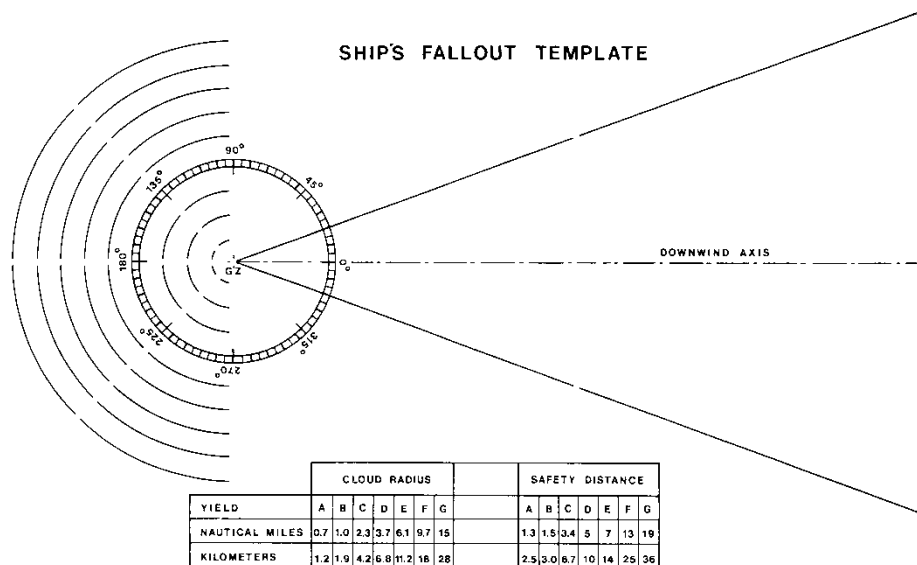 SHIP'S FALLOUT TEMPLATE
90°
135°
45°
180°
0°
GZ
DOWNWIND AXIS
225°
315°
270°
CLOUD RADIUS SAFETY DISTANCE
YIELD A B C D E F G A B C D E F G
NAUTICAL MILES 0.7 1.0 2.3 3.7 6.1 9.7 15 1.3 1.5 3.4 5 7 13 19
KILOMETERS 1.2 1.9 4.2 6.8 11.2 18 28 2.5 3.0 6.7 10 14 25 36